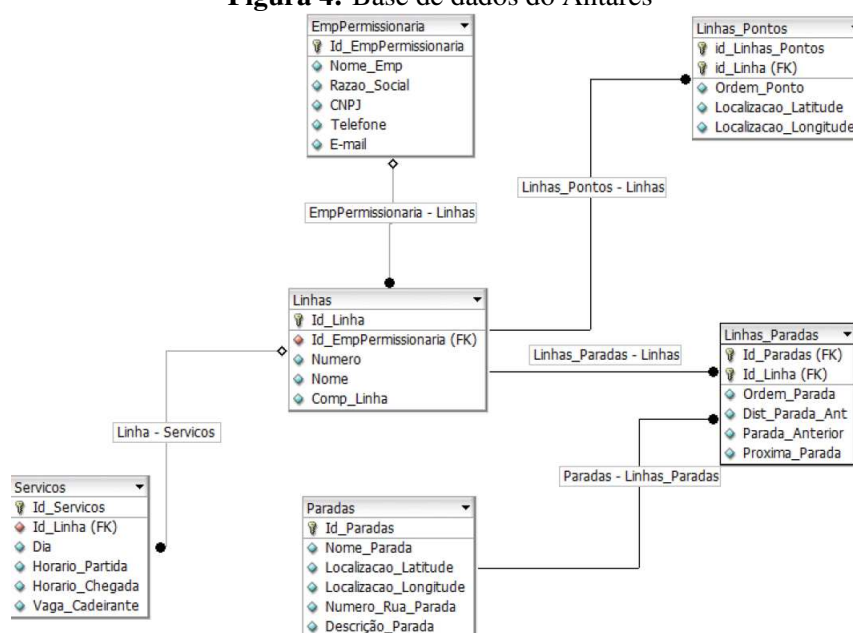 Figura 4: Base de dados do Antares
EmpPermissionaria
Id_EmpPermissionaria
Nome_Emp
Razao_Social
CNPJ
Telefone
E-mail
Linhas_Pontos
id_Linhas_Pontos
id_Linha (FK)
Ordem_Ponto
Localizacao_Latitude
Localizacao_Longitude
Linhas_Pontos - Linhas
EmpPermissionaria - Linhas
Linhas
Id_Linha
Id_EmpPermissionaria (FK)
Numero
Nome
Comp_Linha
Linhas_Paradas - Linhas
Linhas_Paradas
Id_Paradas (FK)
Id_Linha (FK)
Ordem_Parada
Dist_Parada_Ant
Parada_Anterior
Proxima_Parada
Linha - Servicos
Paradas - Linhas_Paradas
Servicos
Id_Servicos
Id_Linha (FK)
Dia
Horario_Partida
Horario_Chegada
Vaga_Cadeirante
Paradas
Id_Paradas
Nome_Parada
Localizacao_Latitude
Localizacao_Longitude
Numero_Rua_Parada
Descrição_Parada